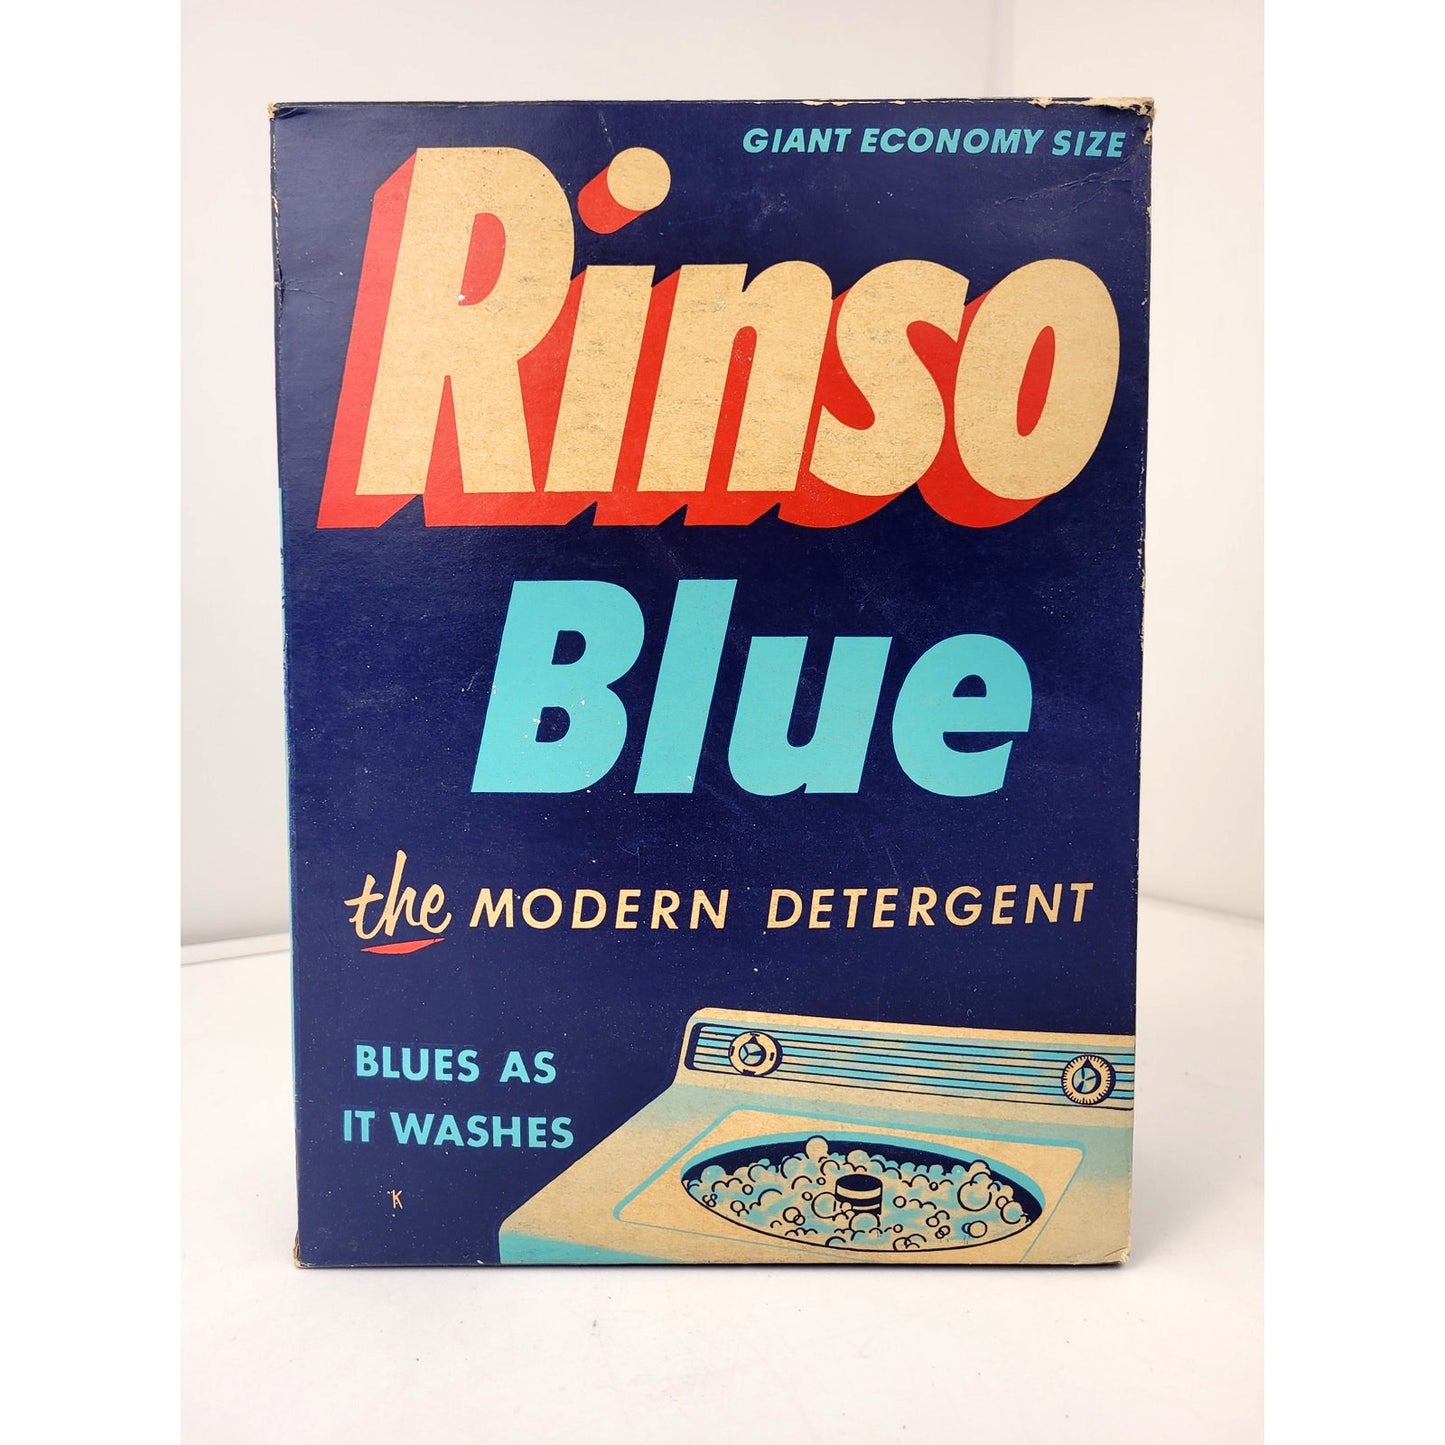 GIANT ECONOMY SIZE
Rinso
Blue
the MODERN DETERGENT
BLUES AS
IT WASHES
K